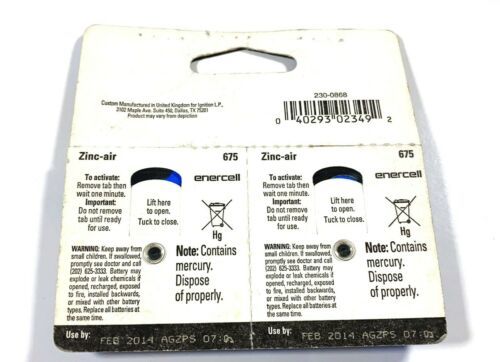 Custom Manufactured in United Kingdom for Ignition L.P.,
3102 Maple Ave. Suite 450, Dallas, TX 75201
Product may vary from depiction
230-0868
0 40293 02349 2
Zinc-air 675
To activate:
Remove tab then
wait one minute.
Important:
Do not remove
tab until ready
for use.
Lift here
to open.
Tuck to close.
enercell
Hg
WARNING: Keep away from
small children. If swallowed,
promptly see doctor and call
(202) 625-3333. Battery may
explode or leak chemicals if
opened, recharged, exposed
to fire, installed backwards,
or mixed with other battery
types. Replace all batteries at
the same time.
Note: Contains
mercury.
Dispose
of properly.
Use by: FEB 2014 AGZPS 07:0
Zinc-air 675
To activate:
Remove tab then
wait one minute.
Important:
Do not remove
tab until ready
for use.
Lift here
to open.
Tuck to close.
enercell
Hg
WARNING: Keep away from
small children. If swallowed,
promptly see doctor and call
(202) 625-3333. Battery may
explode or leak chemicals if
opened, recharged, exposed
to fire, installed backwards,
or mixed with other battery
types. Replace all batteries at
the same time.
Note: Contains
mercury.
Dispose
of properly.
Use by: FEB 2014 AGZPS 07:0